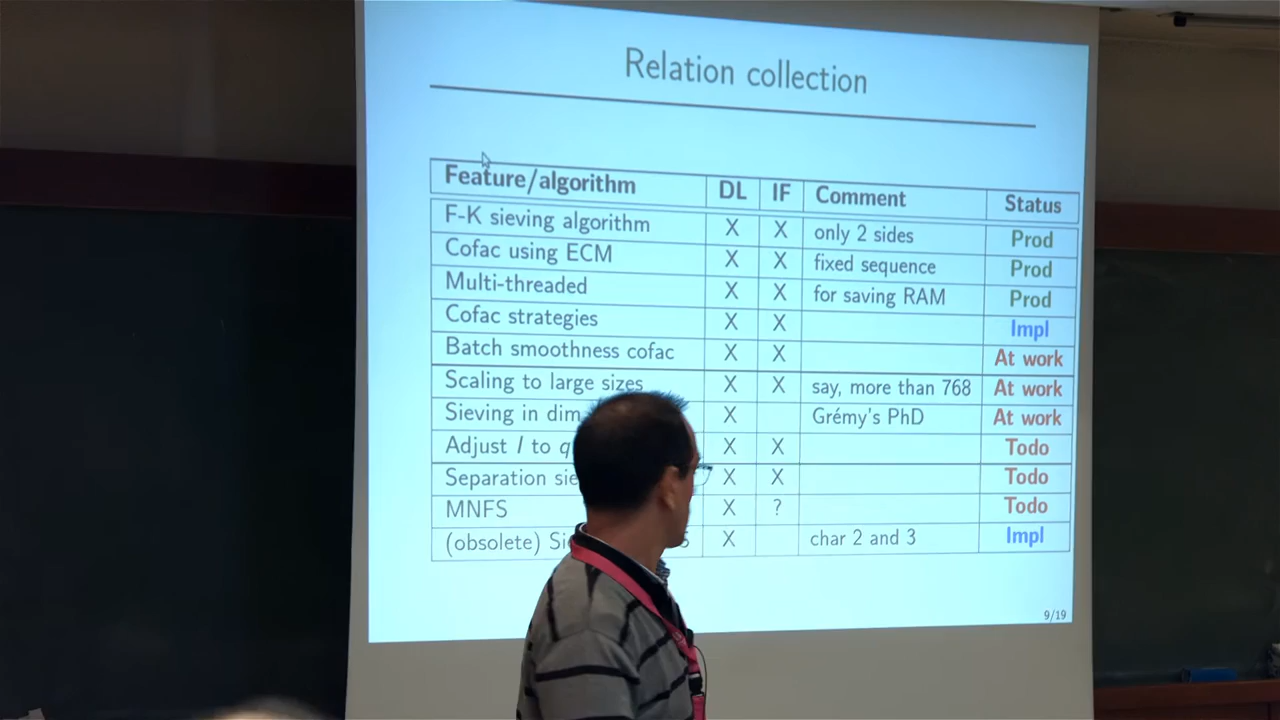 Relation collection
Feature/algorithm DL IF Comment Status
F-K sieving algorithm X X only 2 sides Prod
Cofac using ECM X X fixed sequence Prod
Multi-threaded X X for saving RAM Prod
Cofac strategies X X Impl
Batch smoothness cofac X X At work
Scaling to large sizes X X say, more than 768 At work
Sieving in dim X Grémy's PhD At work
Adjust I to q X X Todo
Separation X X Todo
MNFS X ? Todo
(obsolete) X char 2 and 3 Impl
9/19